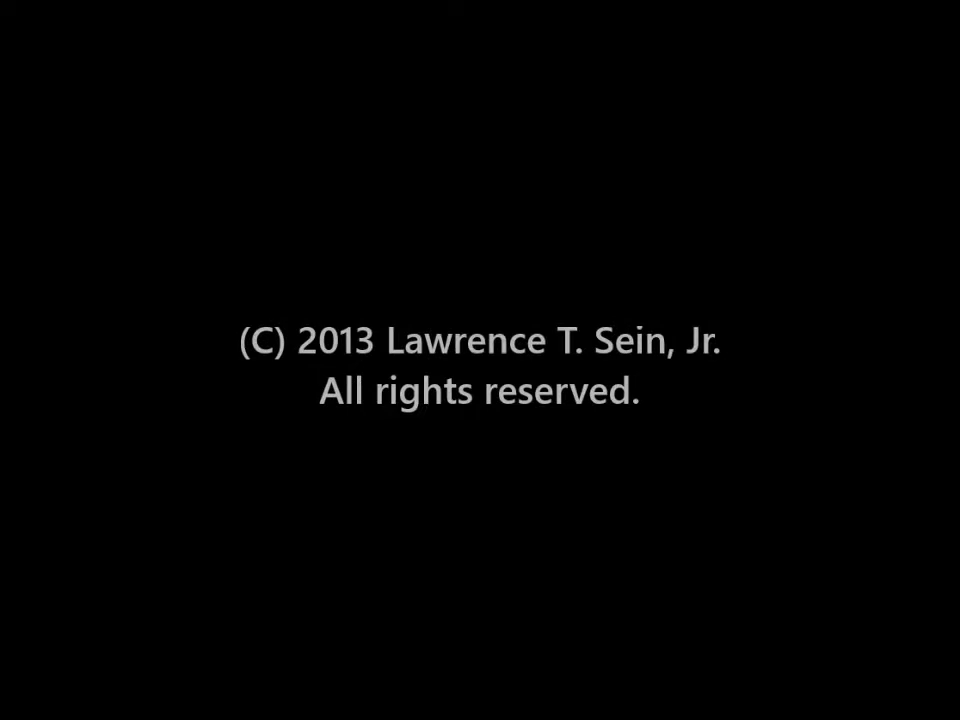 (C) 2013 Lawrence T. Sein, Jr.
All rights reserved.